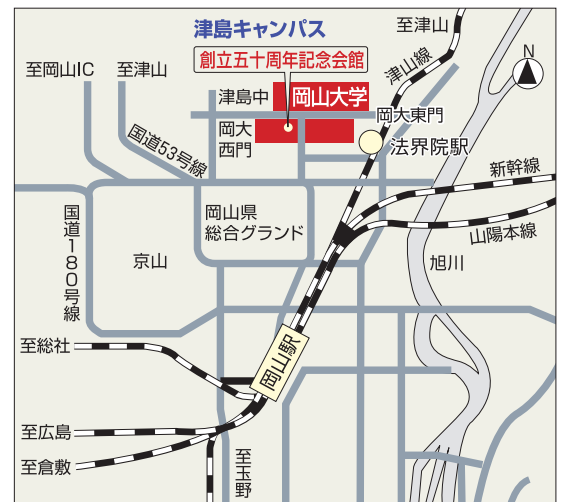 津島キャンパス
至津山
創立五十周年記念会館
N
至岡山IC
至津山
津山線
津島中
岡山大学
岡大東門
岡大
西門
法界院駅
国道53号線
新幹線
岡山県
総合グランド
山陽本線
国道180号線
京山
旭川
岡山駅
至総社
至広島
至倉敷
至玉野